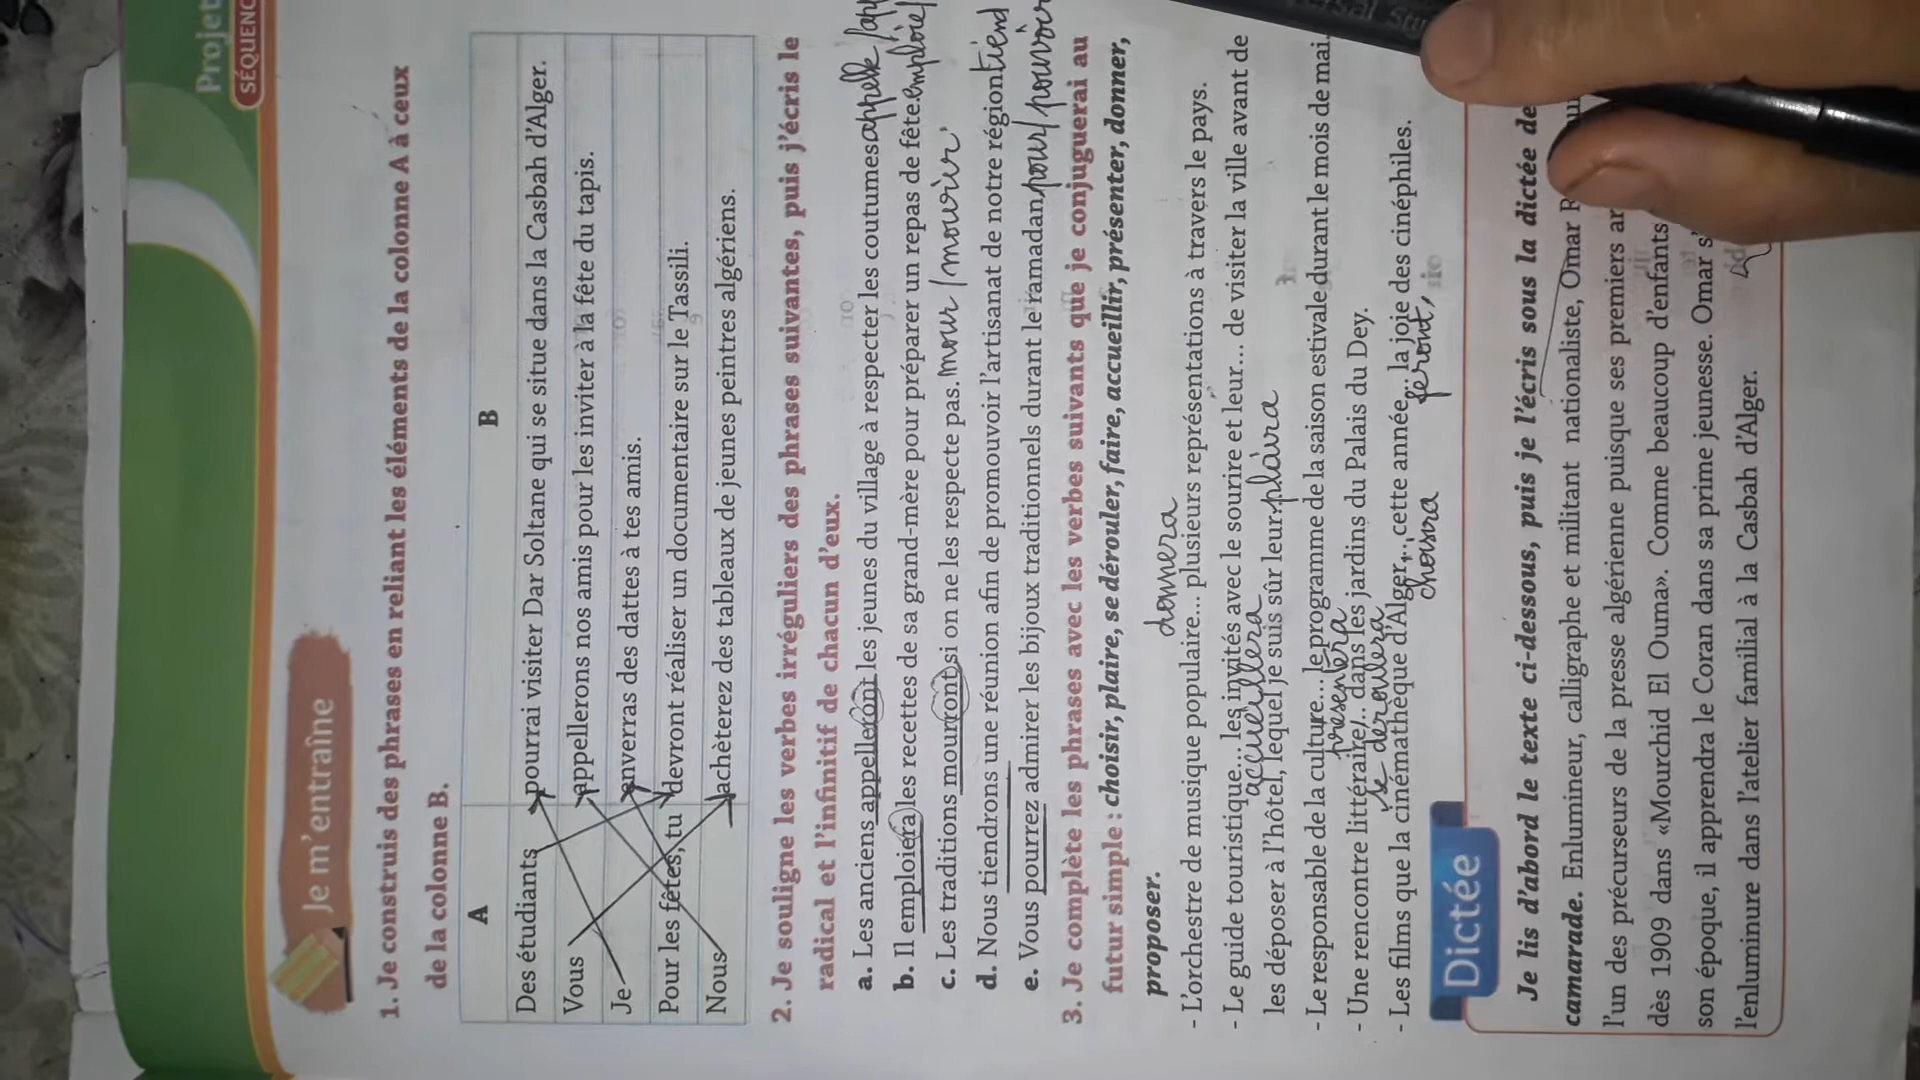 Projet
SÉQUENC
Je m'entraîne
1. Je construis des phrases en reliant les éléments de la colonne A à ceux
de la colonne B.
A B
Des étudiants pourrai visiter Dar Soltane qui se situe dans la Casbah d'Alger.
Vous appellerons nos amis pour les inviter à la fête du tapis.
Je enverras des dattes à tes amis.
Pour les fêtes, tu devront réaliser un documentaire sur le Tassili.
Nous achèterez des tableaux de jeunes peintres algériens.
2. Je souligne les verbes irréguliers des phrases suivantes, puis j'écris le
radical et l'infinitif de chacun d'eux.
a. Les anciens appelleront les jeunes du village à respecter les coutumes appelle/app
b. Il emploiera les recettes de sa grand-mère pour préparer un repas de fête. emploie/
c. Les traditions mourront si on ne les respecte pas. mour/mourir
d. Nous tiendrons une réunion afin de promouvoir l'artisanat de notre région tiend
e. Vous pourrez admirer les bijoux traditionnels durant le ramadan pour/pouvoir
3. Je complète les phrases avec les verbes suivants que je conjuguerai au
futur simple : choisir, plaire, se dérouler, faire, accueillir, présenter, donner,
proposer.
donnera
- L'orchestre de musique populaire... plusieurs représentations à travers le pays.
- Le guide touristique... les invités avec le sourire et leur... de visiter la ville avant de
accueillera
les déposer à l'hôtel, lequel je suis sûr leur plaira
- Le responsable de la culture... le programme de la saison estivale durant le mois de mai.
présentera
- Une rencontre littéraire... dans les jardins du Palais du Dey.
se déroulera
- Les films que la cinémathèque d'Alger... cette année... la joie des cinéphiles.
choisra feront,
Dictée
Je lis d'abord le texte ci-dessous, puis je l'écris sous la dictée de
camarade. Enlumineur, calligraphe et militant nationaliste, Omar R
l'un des précurseurs de la presse algérienne puisque ses premiers ar
dès 1909 dans «Mourchid El Ouma». Comme beaucoup d'enfants
son époque, il apprendra le Coran dans sa prime jeunesse. Omar s'
l'enluminure dans l'atelier familial à la Casbah d'Alger.